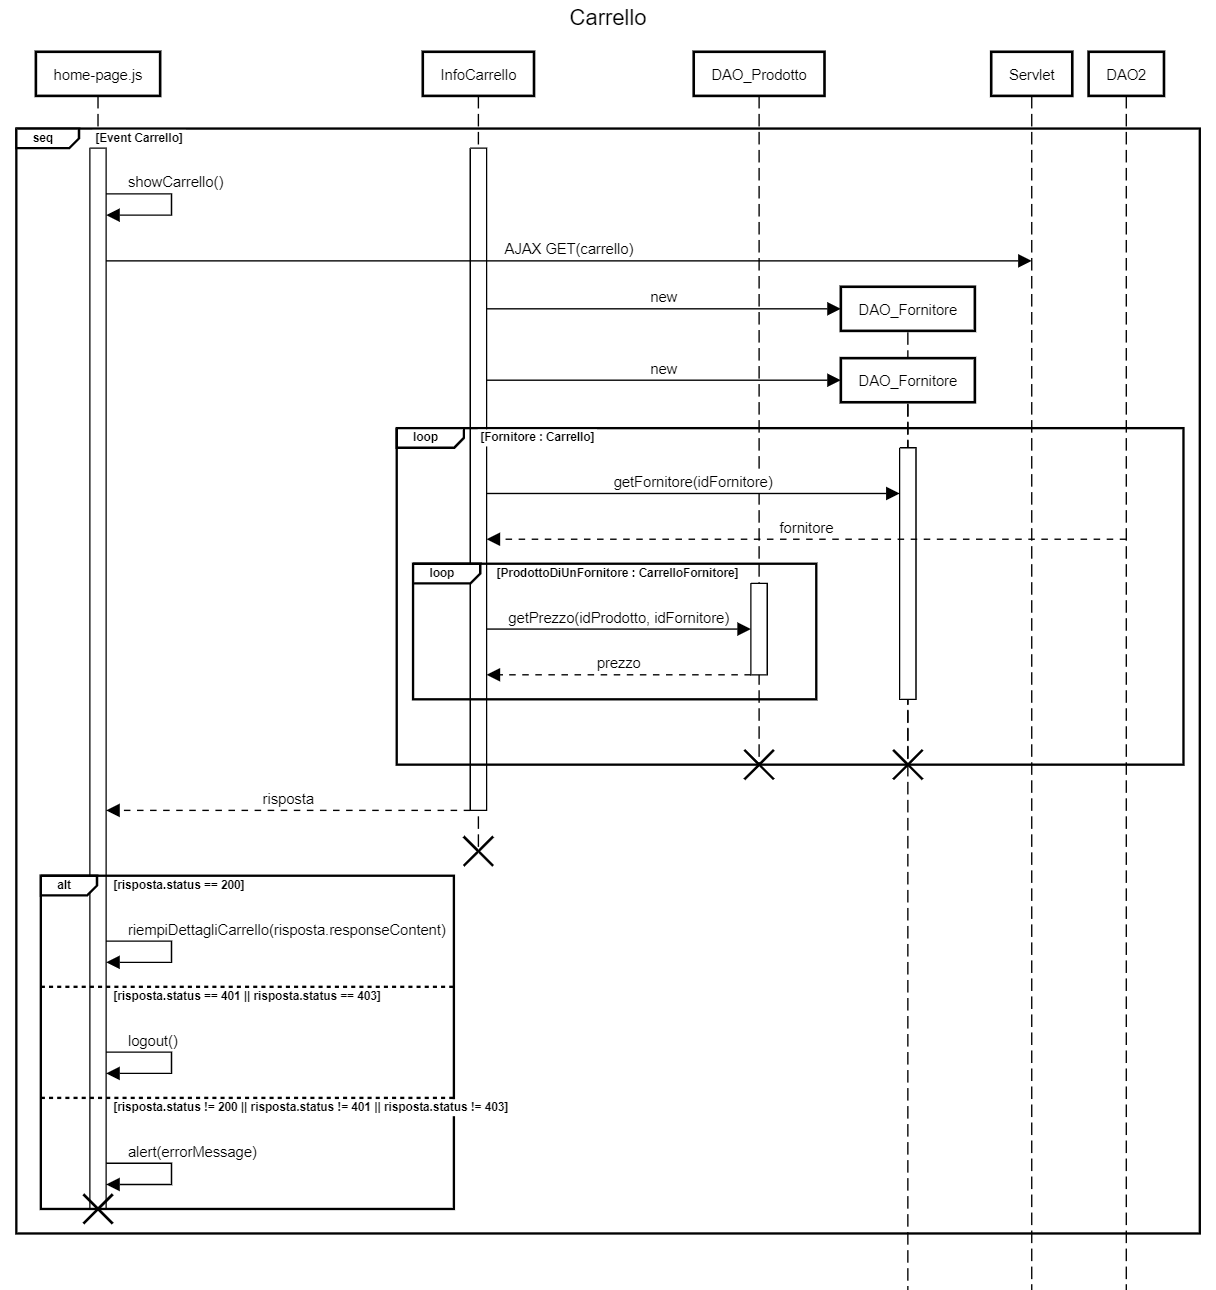 Carrello
home-page.js
InfoCarrello
DAO_Prodotto
Servlet
DAO2
seq
[Event Carrello]
showCarrello()
AJAX GET(carrello)
new
DAO_Fornitore
new
DAO_Fornitore
loop
[Fornitore : Carrello]
getFornitore(idFornitore)
fornitore
loop
[ProdottoDiUnFornitore : CarrelloFornitore]
getPrezzo(idProdotto, idFornitore)
prezzo
risposta
alt
[risposta.status == 200]
riempiDettagliCarrello(risposta.responseContent)
[risposta.status == 401 || risposta.status == 403]
logout()
[risposta.status != 200 || risposta.status != 401 || risposta.status != 403]
alert(errorMessage)